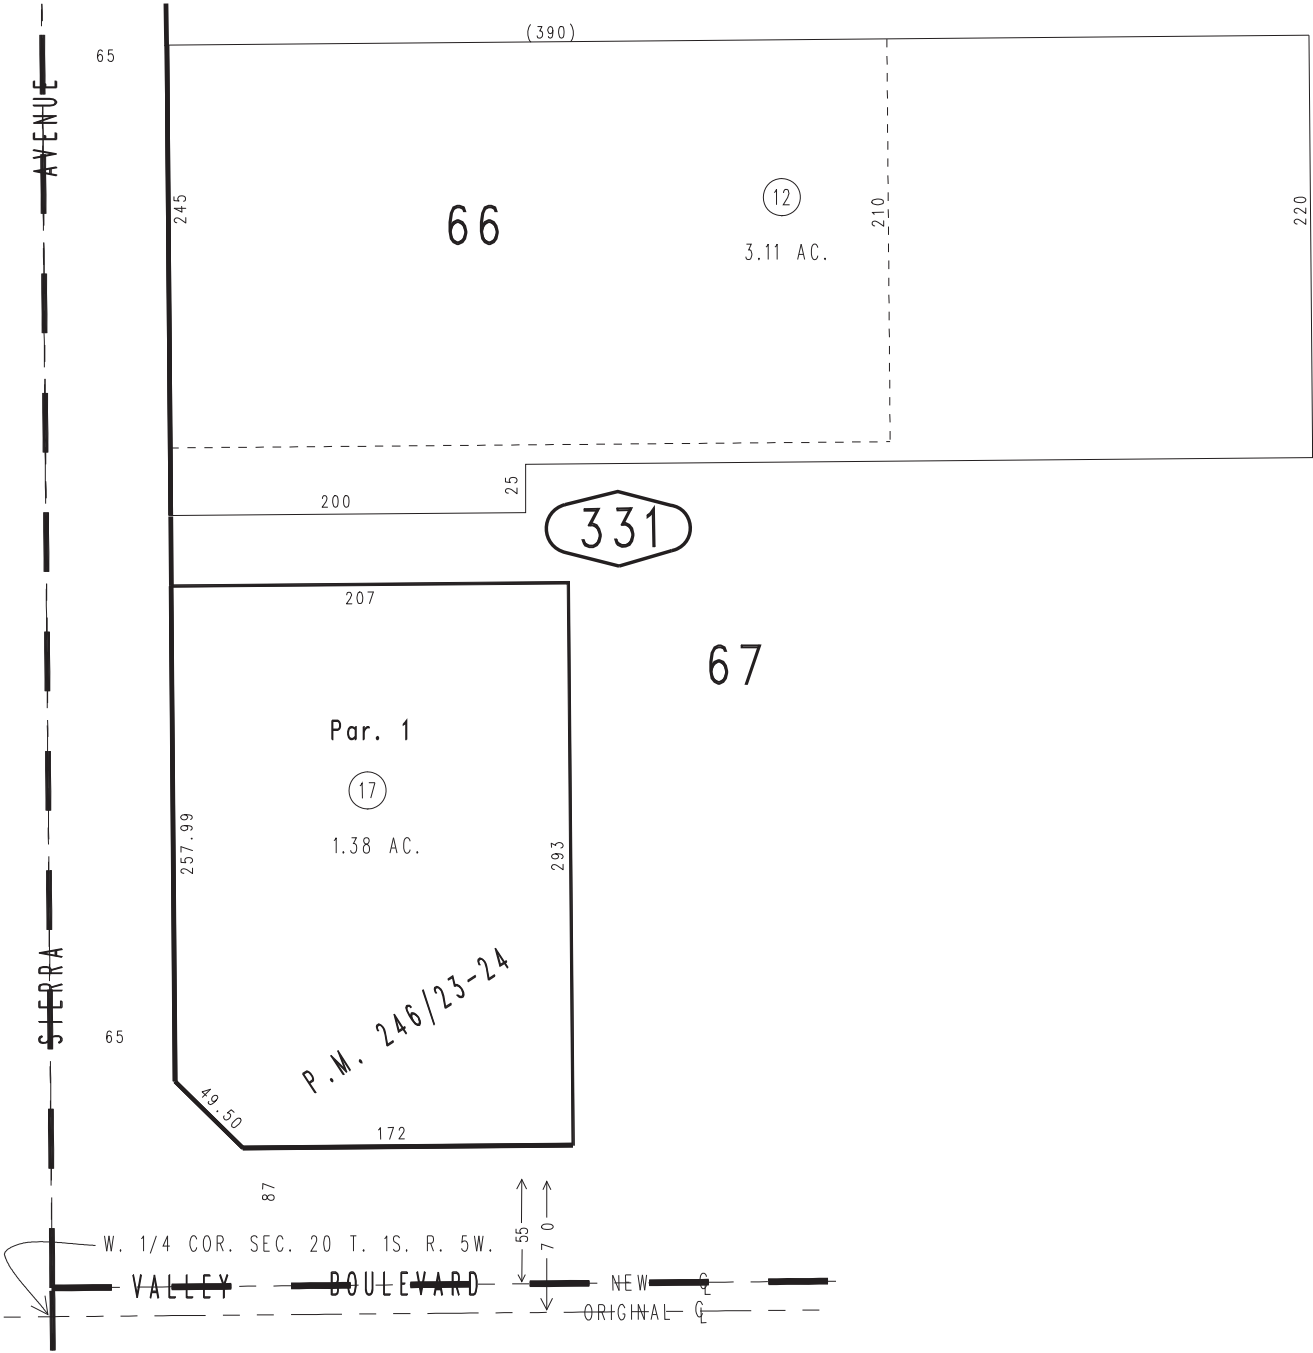 (390)
65
AVENUE
245
66
12
3.11 AC.
210
220
200
25
331
207
67
Par. 1
17
1.38 AC.
257.99
293
P.M. 246/23-24
SIERRA
65
49.50
172
87
55
70
W. 1/4 COR. SEC. 20 T. 1S. R. 5W.
VALLEY BOULEVARD
NEW ℄
ORIGINAL ℄